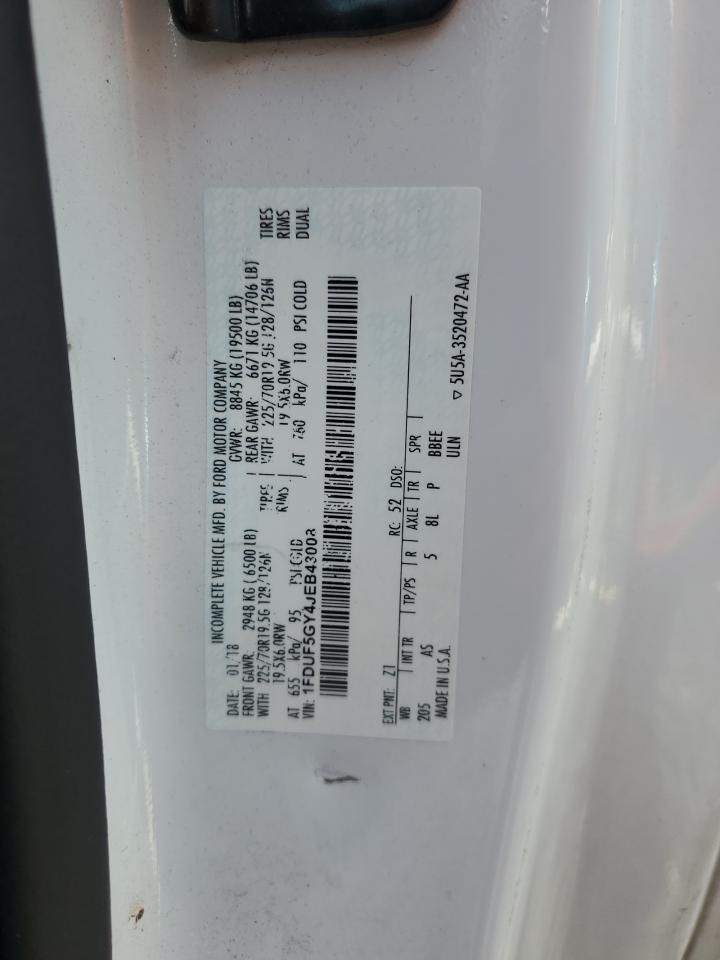 INCOMPLETE VEHICLE MFD. BY FORD MOTOR COMPANY
DATE: 01/18 GVWR: 8845 KG (19500 LB)
FRONT GAWR: 2948 KG (6500 LB) REAR GAWR: 6671 KG (14706 LB)
WITH 225/70R19.5G 128/126N TIRES WITH 225/70R19.5G 128/126N TIRES
19.5X6.0RW RIMS 19.5X6.0RW RIMS
AT 655 kPa/ 95 PSI COLD AT 760 kPa/ 110 PSI COLD DUAL
VIN: 1FDUF5GY4JEB43008
EXT PNT: Z1 RC: 52 DSO:
WB INT TR TP/PS R AXLE TR SPR
205 AS 5 8L P BBEE
MADE IN U.S.A. ULN
▽ 5U5A-3520472-AA